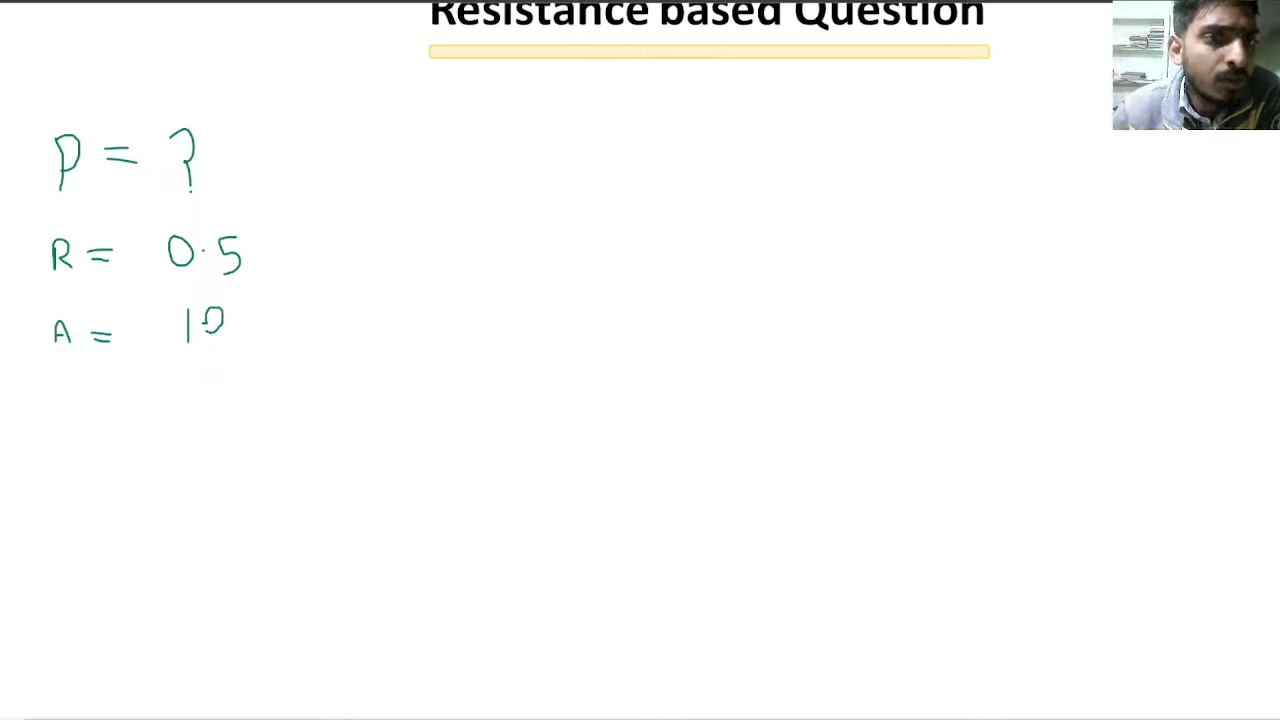 Resistance based Question
P = ?
R = 0.5
A = 10